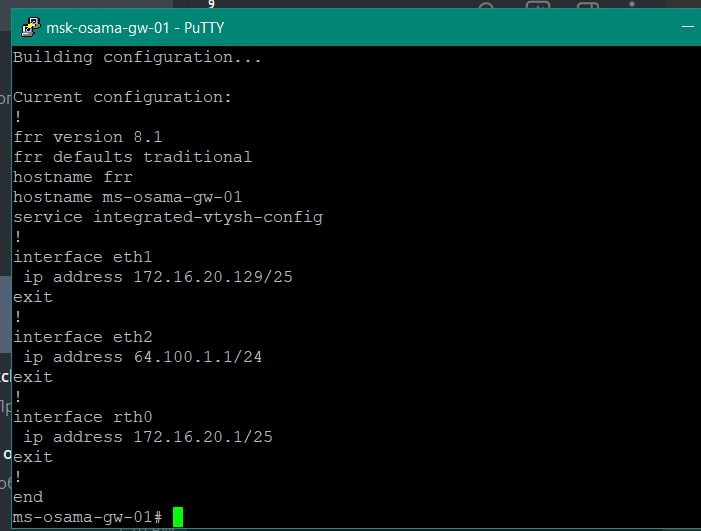 9
msk-osama-gw-01 - PuTTY
Building configuration...
Current configuration:
!
frr version 8.1
frr defaults traditional
hostname frr
hostname ms-osama-gw-01
service integrated-vtysh-config
!
interface eth1
ip address 172.16.20.129/25
exit
!
interface eth2
ip address 64.100.1.1/24
exit
!
interface rth0
ip address 172.16.20.1/25
exit
!
end
ms-osama-gw-01#